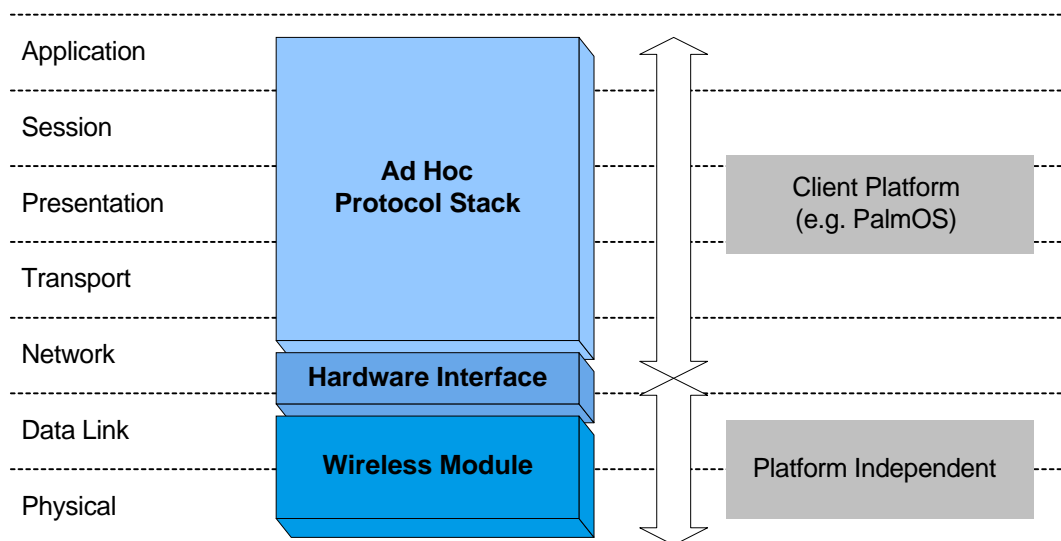 Application
Session
Presentation
Transport
Network
Data Link
Physical
Ad Hoc
Protocol Stack
Hardware Interface
Wireless Module
Client Platform
(e.g. PalmOS)
Platform Independent